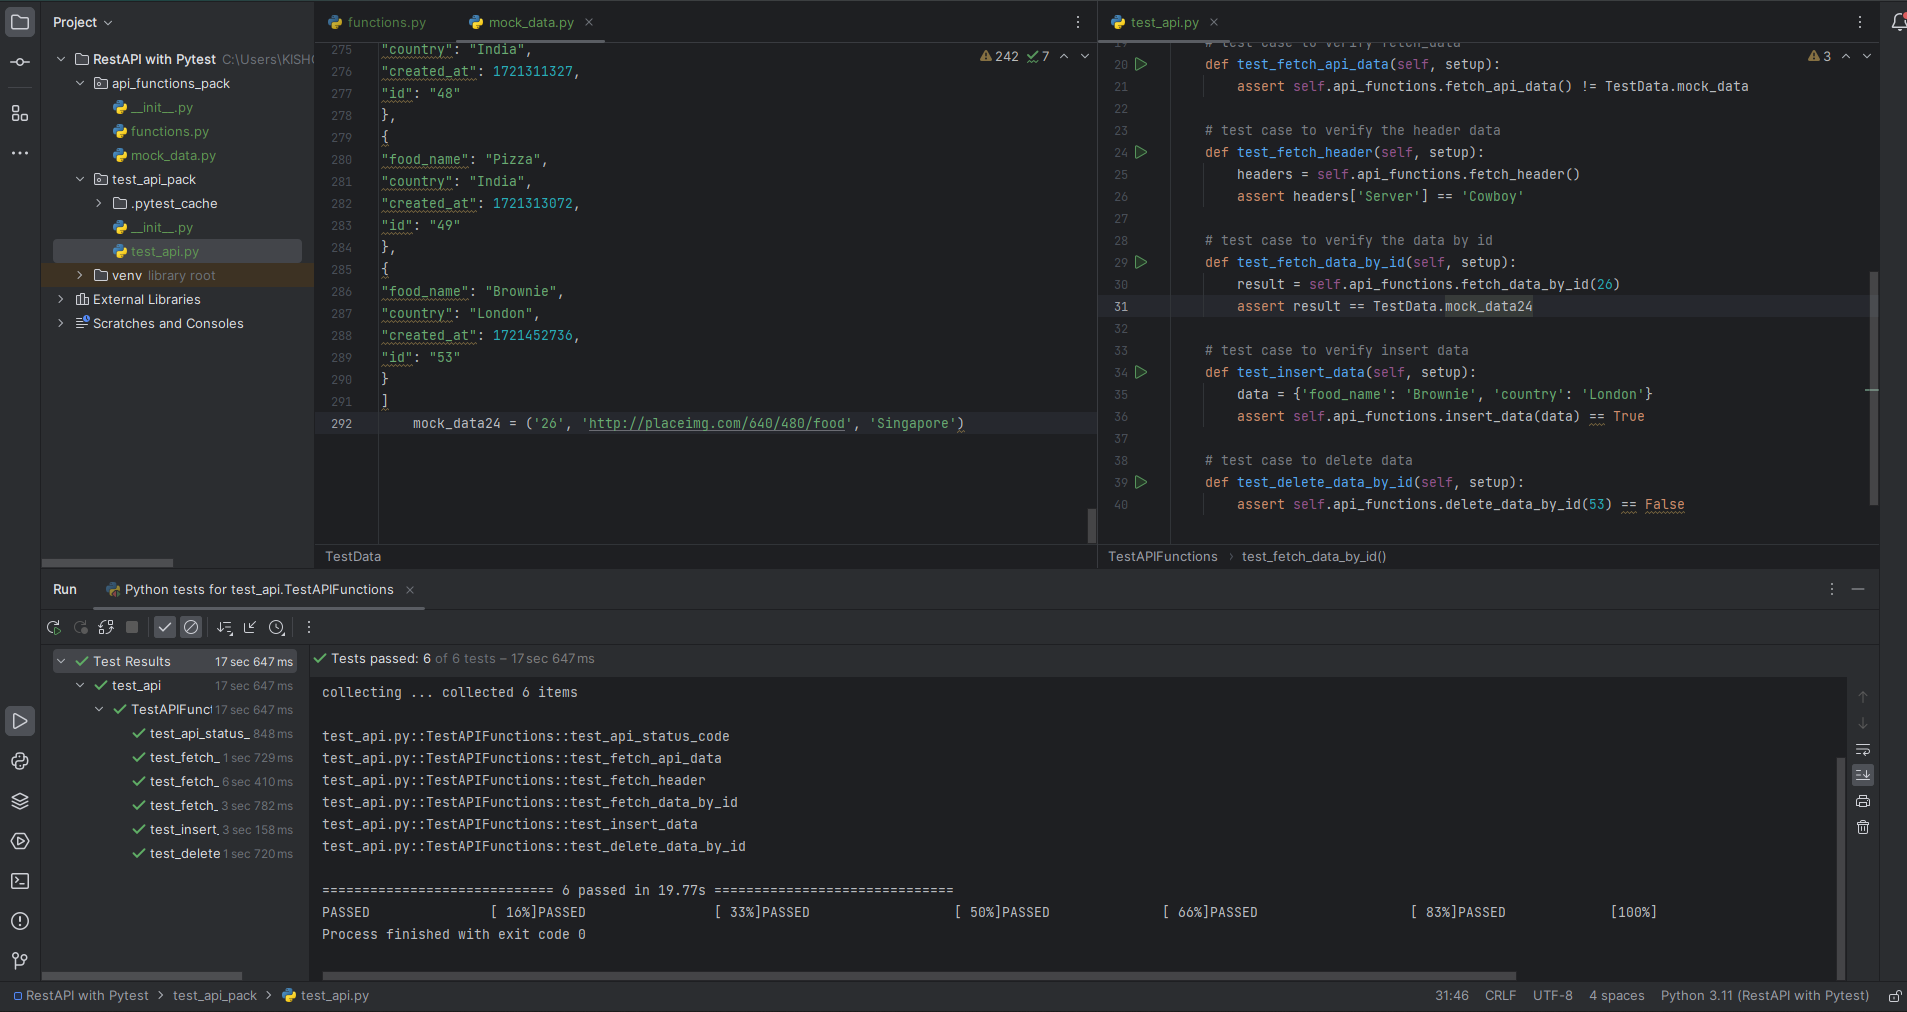 Project
RestAPI with Pytest C:\Users\KISH
api_functions_pack
__init__.py
functions.py
mock_data.py
test_api_pack
.pytest_cache
__init__.py
test_api.py
venv library root
External Libraries
Scratches and Consoles
functions.py
mock_data.py
242 7
275 "country": "India",
276 "created_at": 1721311327,
277 "id": "48"
278 },
279 {
280 "food_name": "Pizza",
281 "country": "India",
282 "created_at": 1721313072,
283 "id": "49"
284 },
285 {
286 "food_name": "Brownie",
287 "country": "London",
288 "created_at": 1721452736,
289 "id": "53"
290 }
291 ]
292 mock_data24 = ('26', 'http://placeimg.com/640/480/food', 'Singapore')
TestData
test_api.py
3
19 # test case to verify fetch_data
20 def test_fetch_api_data(self, setup):
21 assert self.api_functions.fetch_api_data() != TestData.mock_data
22
23 # test case to verify the header data
24 def test_fetch_header(self, setup):
25 headers = self.api_functions.fetch_header()
26 assert headers['Server'] == 'Cowboy'
27
28 # test case to verify the data by id
29 def test_fetch_data_by_id(self, setup):
30 result = self.api_functions.fetch_data_by_id(26)
31 assert result == TestData.mock_data24
32
33 # test case to verify insert data
34 def test_insert_data(self, setup):
35 data = {'food_name': 'Brownie', 'country': 'London'}
36 assert self.api_functions.insert_data(data) == True
37
38 # test case to delete data
39 def test_delete_data_by_id(self, setup):
40 assert self.api_functions.delete_data_by_id(53) == False
TestAPIFunctions › test_fetch_data_by_id()
Run Python tests for test_api.TestAPIFunctions
Test Results 17 sec 647 ms
test_api 17 sec 647 ms
TestAPIFunct 17 sec 647 ms
test_api_status_ 848 ms
test_fetch_ 1 sec 729 ms
test_fetch_ 6 sec 410 ms
test_fetch_ 3 sec 782 ms
test_insert_ 3 sec 158 ms
test_delete 1 sec 720 ms
Tests passed: 6 of 6 tests – 17 sec 647 ms
collecting ... collected 6 items
test_api.py::TestAPIFunctions::test_api_status_code
test_api.py::TestAPIFunctions::test_fetch_api_data
test_api.py::TestAPIFunctions::test_fetch_header
test_api.py::TestAPIFunctions::test_fetch_data_by_id
test_api.py::TestAPIFunctions::test_insert_data
test_api.py::TestAPIFunctions::test_delete_data_by_id
============================= 6 passed in 19.77s ==============================
PASSED [ 16%]PASSED [ 33%]PASSED [ 50%]PASSED [ 66%]PASSED [ 83%]PASSED [100%]
Process finished with exit code 0
RestAPI with Pytest > test_api_pack > test_api.py
31:46 CRLF UTF-8 4 spaces Python 3.11 (RestAPI with Pytest)